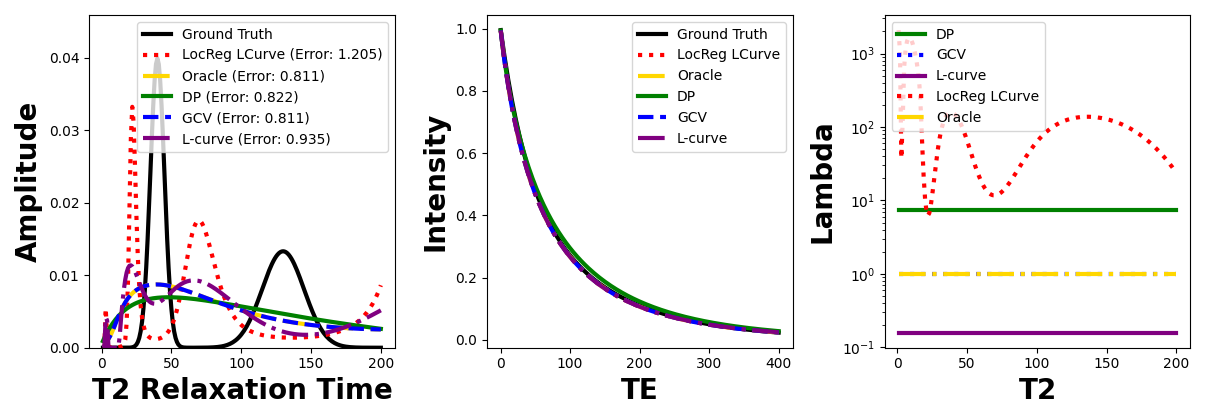 Amplitude
0.04
0.03
0.02
0.01
0.00
Ground Truth
LocReg LCurve (Error: 1.205)
Oracle (Error: 0.811)
DP (Error: 0.822)
GCV (Error: 0.811)
L-curve (Error: 0.935)
0 50 100 150 200
T2 Relaxation Time
Intensity
1.0
0.8
0.6
0.4
0.2
0.0
Ground Truth
LocReg LCurve
Oracle
DP
GCV
L-curve
0 100 200 300 400
TE
Lambda
10³
10²
10¹
10⁰
10⁻¹
DP
GCV
L-curve
LocReg LCurve
Oracle
0 50 100 150 200
T2